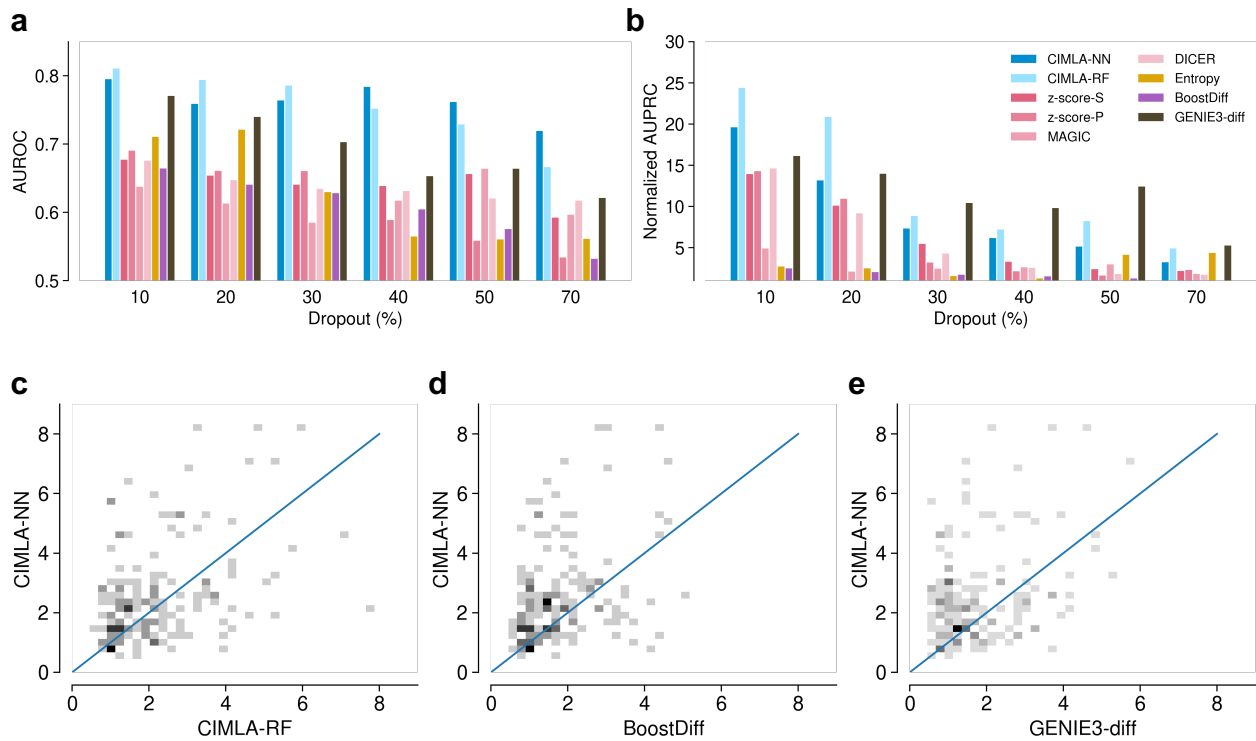 a
AUROC
0.8
0.7
0.6
0.5
10 20 30 40 50 70
Dropout (%)
b
Normalized AUPRC
30
25
20
15
10
5
10 20 30 40 50 70
Dropout (%)
CIMLA-NN
CIMLA-RF
z-score-S
z-score-P
MAGIC
DICER
Entropy
BoostDiff
GENIE3-diff
c
CIMLA-NN
8
6
4
2
0
0 2 4 6 8
CIMLA-RF
d
CIMLA-NN
8
6
4
2
0
0 2 4 6 8
BoostDiff
e
CIMLA-NN
8
6
4
2
0
0 2 4 6 8
GENIE3-diff